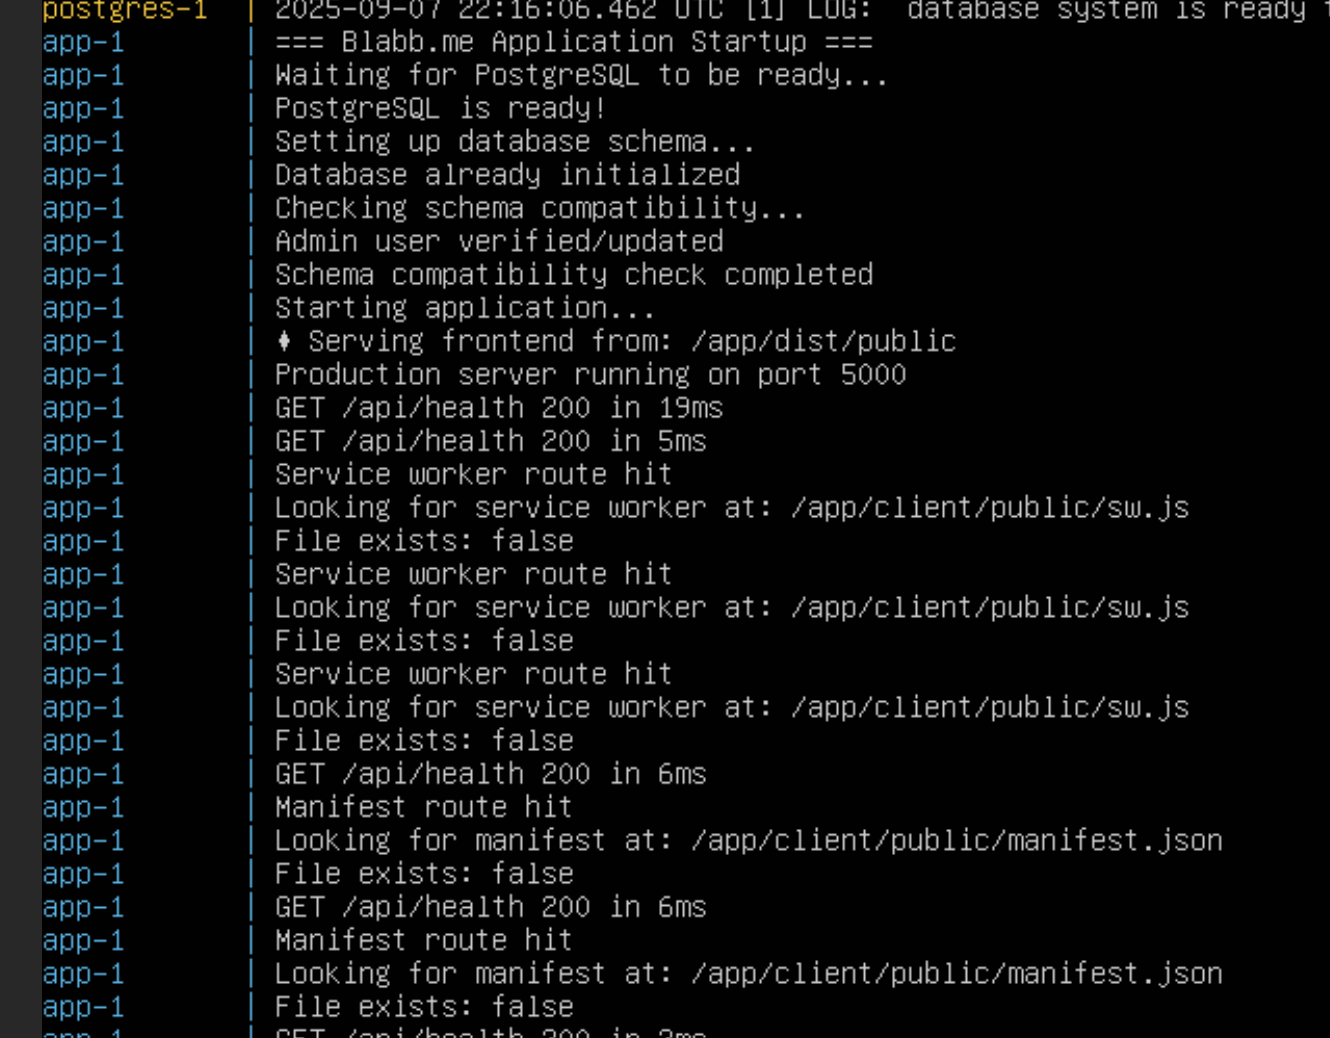 postgres-1 | 2025-09-07 22:16:06.462 UTC [1] LOG: database system is ready
app-1 | === Blabb.me Application Startup ===
app-1 | Waiting for PostgreSQL to be ready...
app-1 | PostgreSQL is ready!
app-1 | Setting up database schema...
app-1 | Database already initialized
app-1 | Checking schema compatibility...
app-1 | Admin user verified/updated
app-1 | Schema compatibility check completed
app-1 | Starting application...
app-1 | ♦ Serving frontend from: /app/dist/public
app-1 | Production server running on port 5000
app-1 | GET /api/health 200 in 19ms
app-1 | GET /api/health 200 in 5ms
app-1 | Service worker route hit
app-1 | Looking for service worker at: /app/client/public/sw.js
app-1 | File exists: false
app-1 | Service worker route hit
app-1 | Looking for service worker at: /app/client/public/sw.js
app-1 | File exists: false
app-1 | Service worker route hit
app-1 | Looking for service worker at: /app/client/public/sw.js
app-1 | File exists: false
app-1 | GET /api/health 200 in 6ms
app-1 | Manifest route hit
app-1 | Looking for manifest at: /app/client/public/manifest.json
app-1 | File exists: false
app-1 | GET /api/health 200 in 6ms
app-1 | Manifest route hit
app-1 | Looking for manifest at: /app/client/public/manifest.json
app-1 | File exists: false
app-1 | GET /api/health 200 in